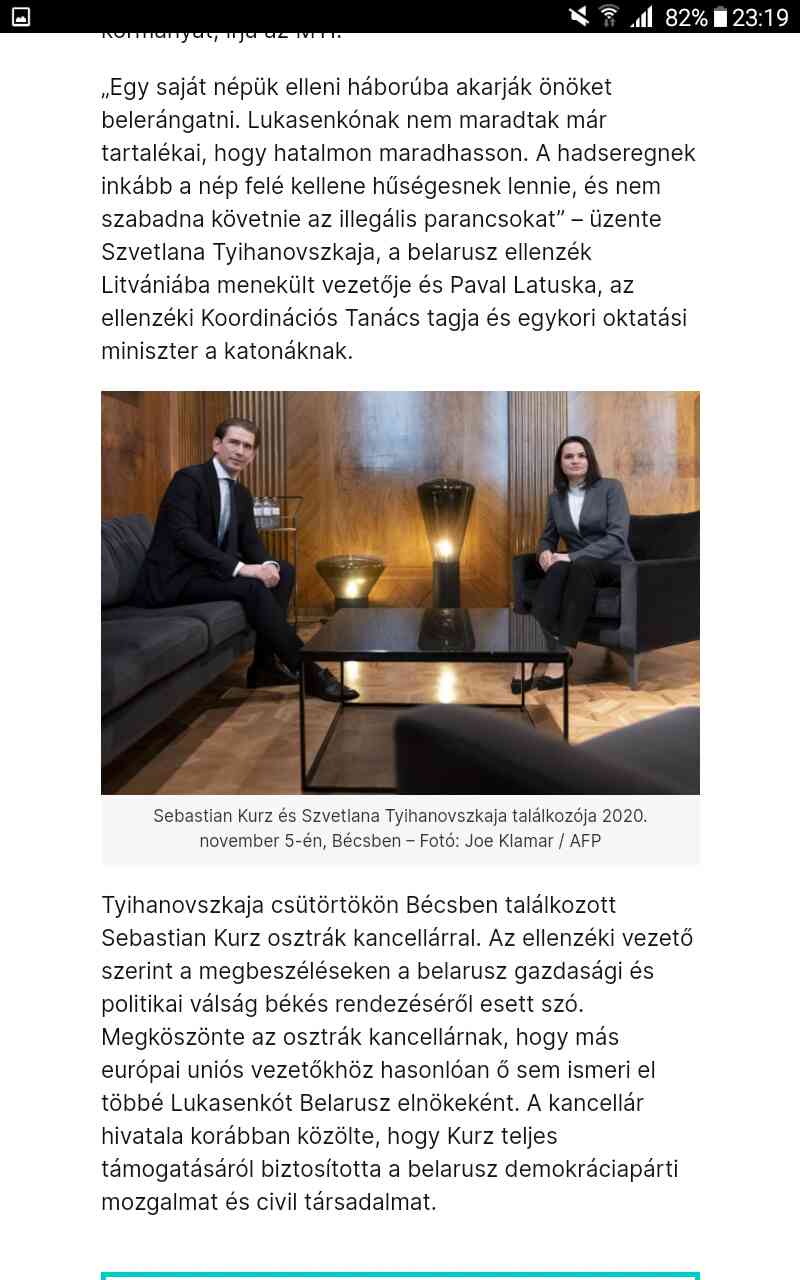 82% 23:19
kormányát, írja az MTI.
„Egy saját népük elleni háborúba akarják önöket
belerángatni. Lukasenkónak nem maradtak már
tartalékai, hogy hatalmon maradhasson. A hadseregnek
inkább a nép felé kellene hűségesnek lennie, és nem
szabadna követnie az illegális parancsokat” – üzente
Szvetlana Tyihanovszkaja, a belarusz ellenzék
Litvániába menekült vezetője és Paval Latuska, az
ellenzéki Koordinációs Tanács tagja és egykori oktatási
miniszter a katonáknak.
Sebastian Kurz és Szvetlana Tyihanovszkaja találkozója 2020.
november 5-én, Bécsben – Fotó: Joe Klamar / AFP
Tyihanovszkaja csütörtökön Bécsben találkozott
Sebastian Kurz osztrák kancellárral. Az ellenzéki vezető
szerint a megbeszéléseken a belarusz gazdasági és
politikai válság békés rendezéséről esett szó.
Megköszönte az osztrák kancellárnak, hogy más
európai uniós vezetőkhöz hasonlóan ő sem ismeri el
többé Lukasenkót Belarusz elnökeként. A kancellár
hivatala korábban közölte, hogy Kurz teljes
támogatásáról biztosította a belarusz demokráciapárti
mozgalmat és civil társadalmat.